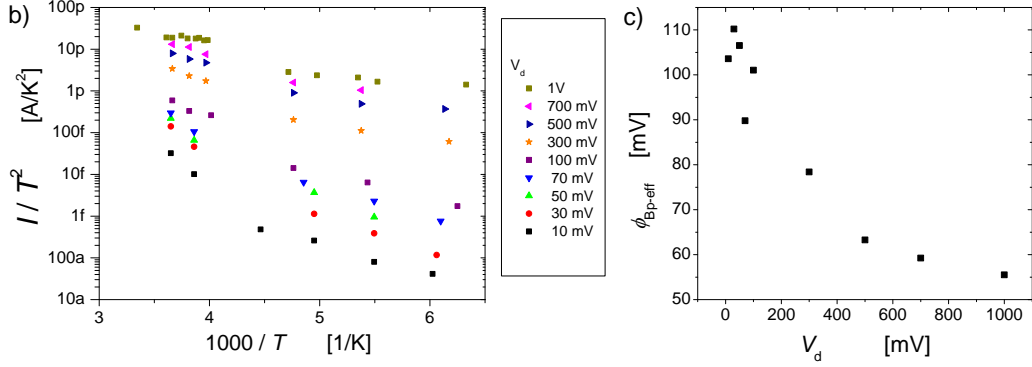 b)
100p
10p
1p
100f
10f
1f
100a
10a
I / T² [A/K²]
3 4 5 6
1000 / T [1/K]
V_d
1V
700 mV
500 mV
300 mV
100 mV
70 mV
50 mV
30 mV
10 mV
c)
110
100
90
80
70
60
50
ϕ_Bp-eff [mV]
0 200 400 600 800 1000
V_d [mV]